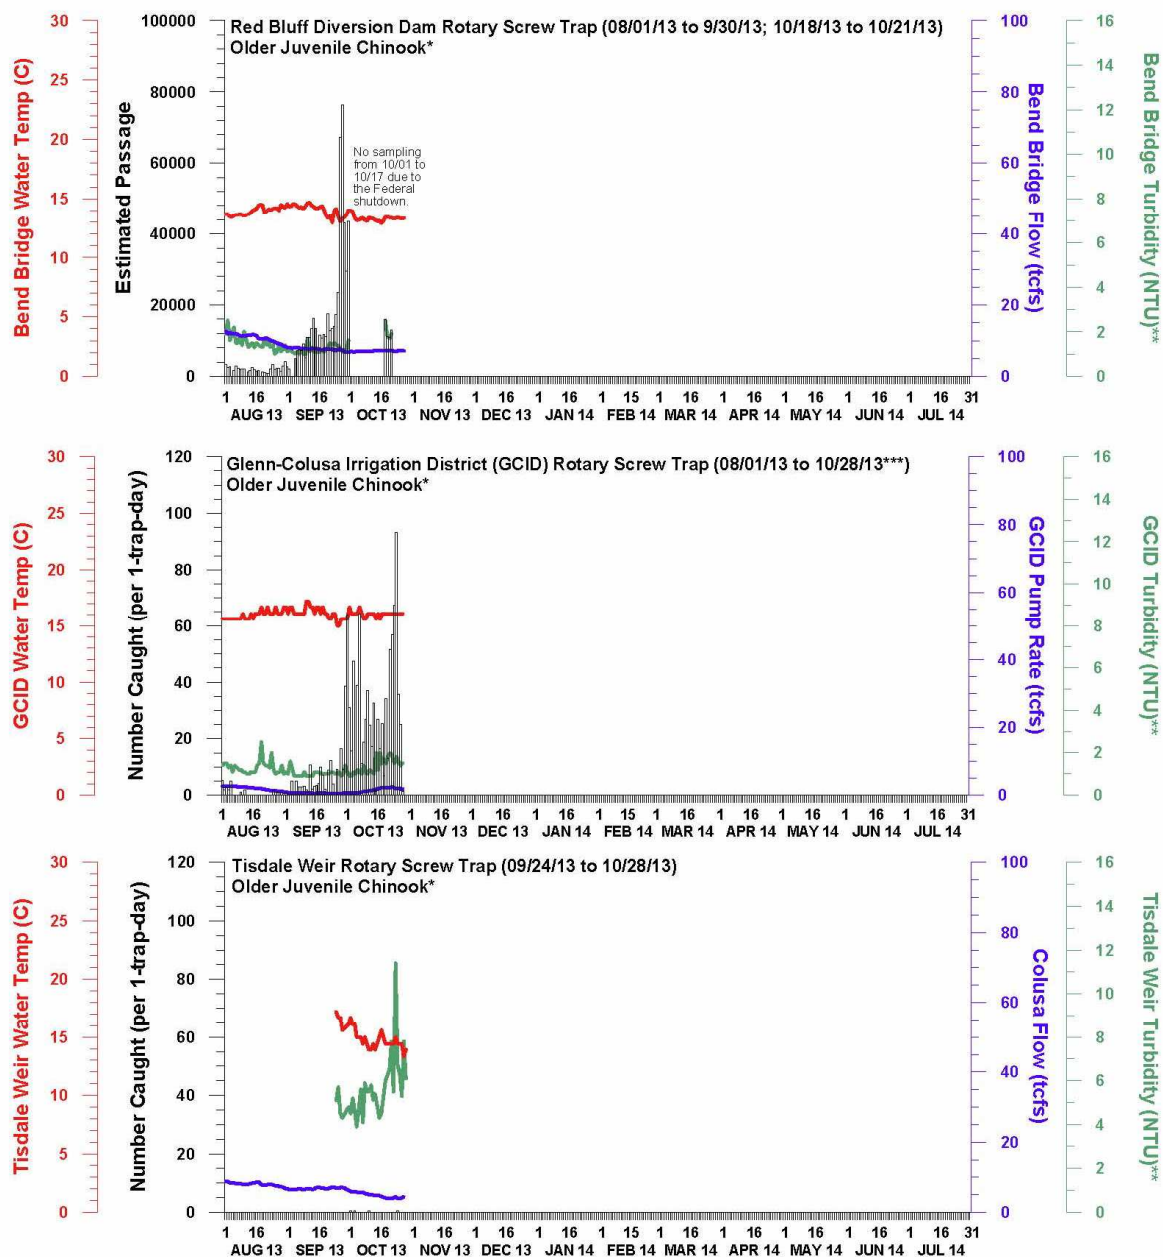 Red Bluff Diversion Dam Rotary Screw Trap (08/01/13 to 9/30/13; 10/18/13 to 10/21/13)
Older Juvenile Chinook*
No sampling
from 10/01 to
10/17 due to
the Federal
shutdown.
Bend Bridge Water Temp (C)
30
25
20
15
10
5
0
Estimated Passage
100000
80000
60000
40000
20000
0
100
80
60
40
20
0
Bend Bridge Flow (tcfs)
16
14
12
10
8
6
4
2
0
Bend Bridge Turbidity (NTU)**
1 16 1 16 1 16 1 16 1 16 1 16 1 15 1 16 1 16 1 16 1 16 1 16 31
AUG 13 SEP 13 OCT 13 NOV 13 DEC 13 JAN 14 FEB 14 MAR 14 APR 14 MAY 14 JUN 14 JUL 14
Glenn-Colusa Irrigation District (GCID) Rotary Screw Trap (08/01/13 to 10/28/13***)
Older Juvenile Chinook*
GCID Water Temp (C)
30
25
20
15
10
5
0
Number Caught (per 1-trap-day)
120
100
80
60
40
20
0
100
80
60
40
20
0
GCID Pump Rate (tcfs)
16
14
12
10
8
6
4
2
0
GCID Turbidity (NTU)**
1 16 1 16 1 16 1 16 1 16 1 16 1 15 1 16 1 16 1 16 1 16 1 16 31
AUG 13 SEP 13 OCT 13 NOV 13 DEC 13 JAN 14 FEB 14 MAR 14 APR 14 MAY 14 JUN 14 JUL 14
Tisdale Weir Rotary Screw Trap (09/24/13 to 10/28/13)
Older Juvenile Chinook*
Tisdale Weir Water Temp (C)
30
25
20
15
10
5
0
Number Caught (per 1-trap-day)
120
100
80
60
40
20
0
100
80
60
40
20
0
Colusa Flow (tcfs)
16
14
12
10
8
6
4
2
0
Tisdale Weir Turbidity (NTU)**
1 16 1 16 1 16 1 16 1 16 1 16 1 16 1 16 1 16 1 16 1 16 1 16 31
AUG 13 SEP 13 OCT 13 NOV 13 DEC 13 JAN 14 FEB 14 MAR 14 APR 14 MAY 14 JUN 14 JUL 14